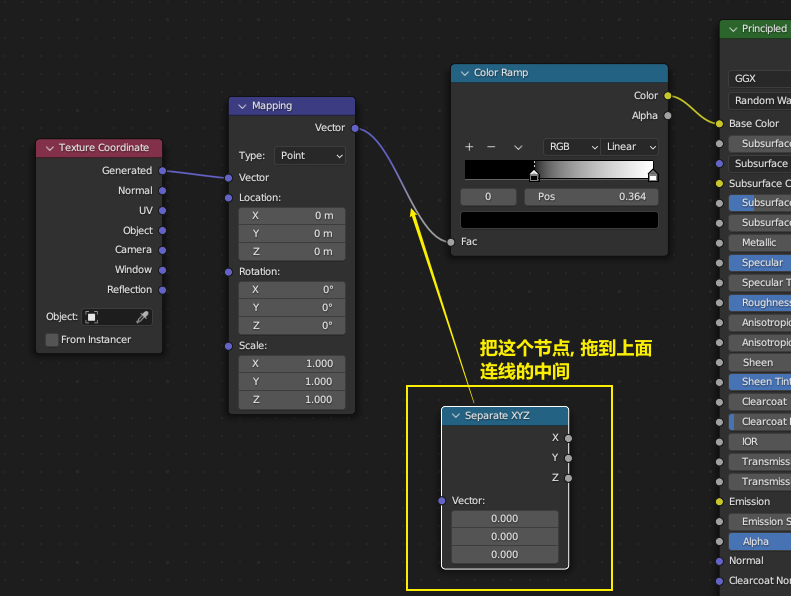 Texture Coordinate
Generated
Normal
UV
Object
Camera
Window
Reflection
Object:
From Instancer
Mapping
Vector
Type: Point
Vector
Location:
X 0 m
Y 0 m
Z 0 m
Rotation:
X 0°
Y 0°
Z 0°
Scale:
X 1.000
Y 1.000
Z 1.000
Color Ramp
Color
Alpha
RGB Linear
0 Pos 0.364
Fac
把这个节点, 拖到上面
连线的中间
Separate XYZ
X
Y
Z
Vector:
0.000
0.000
0.000
Principled
GGX
Random Wa
Base Color
Subsurface
Subsurface
Subsurface C
Subsurface
Subsurface
Metallic
Specular
Specular T
Roughness
Anisotropic
Anisotropic
Sheen
Sheen Tint
Clearcoat
Clearcoat
IOR
Transmiss
Transmiss
Emission
Emission S
Alpha
Normal
Clearcoat Nor